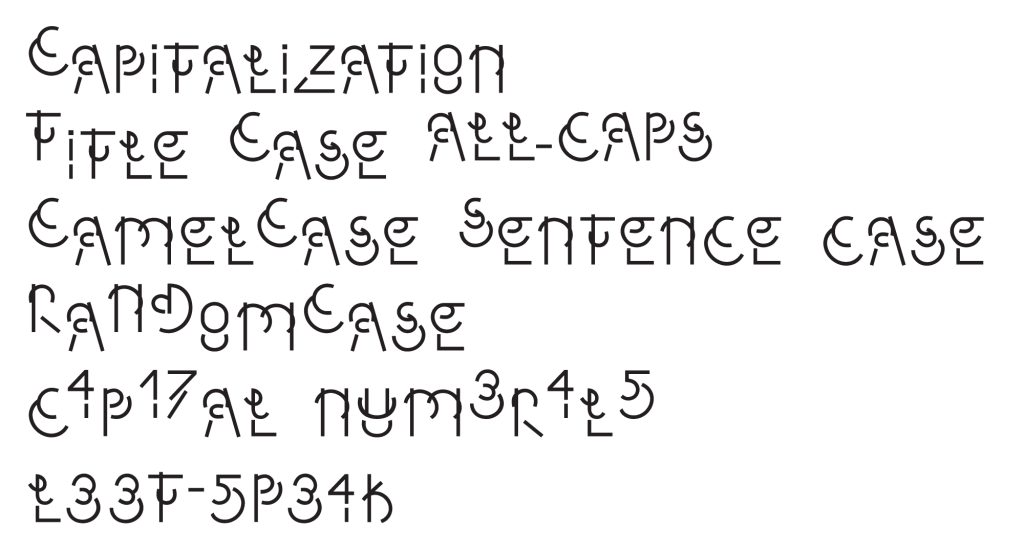 Capitalization
Title Case ALL-CAPS
CamelCase Sentence case
RaNDomCase
c4p17al num3r4l5
l33t-5p34k